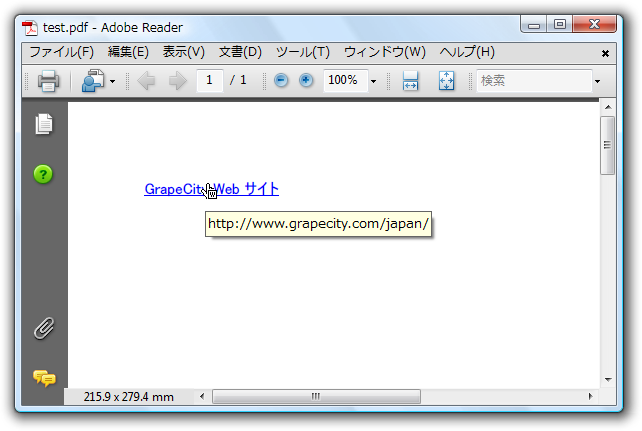 test.pdf - Adobe Reader
ファイル(F) 編集(E) 表示(V) 文書(D) ツール(T) ウィンドウ(W) ヘルプ(H)
1 / 1 100% 検索
GrapeCity Web サイト
http://www.grapecity.com/japan/
215.9 x 279.4 mm